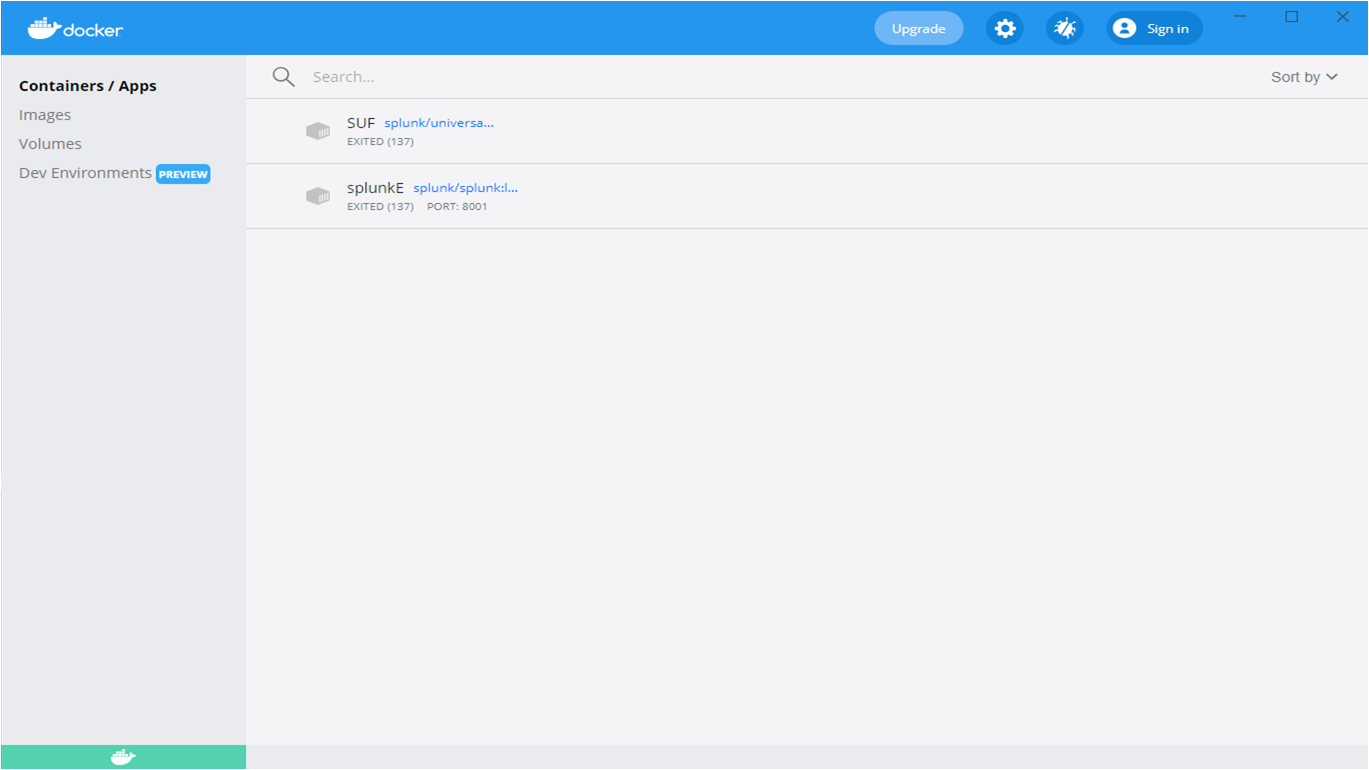 docker
Upgrade
Sign in
Containers / Apps
Images
Volumes
Dev Environments PREVIEW
Search...
Sort by
SUF splunk/universa...
EXITED (137)
splunkE splunk/splunk:l...
EXITED (137) PORT: 8001